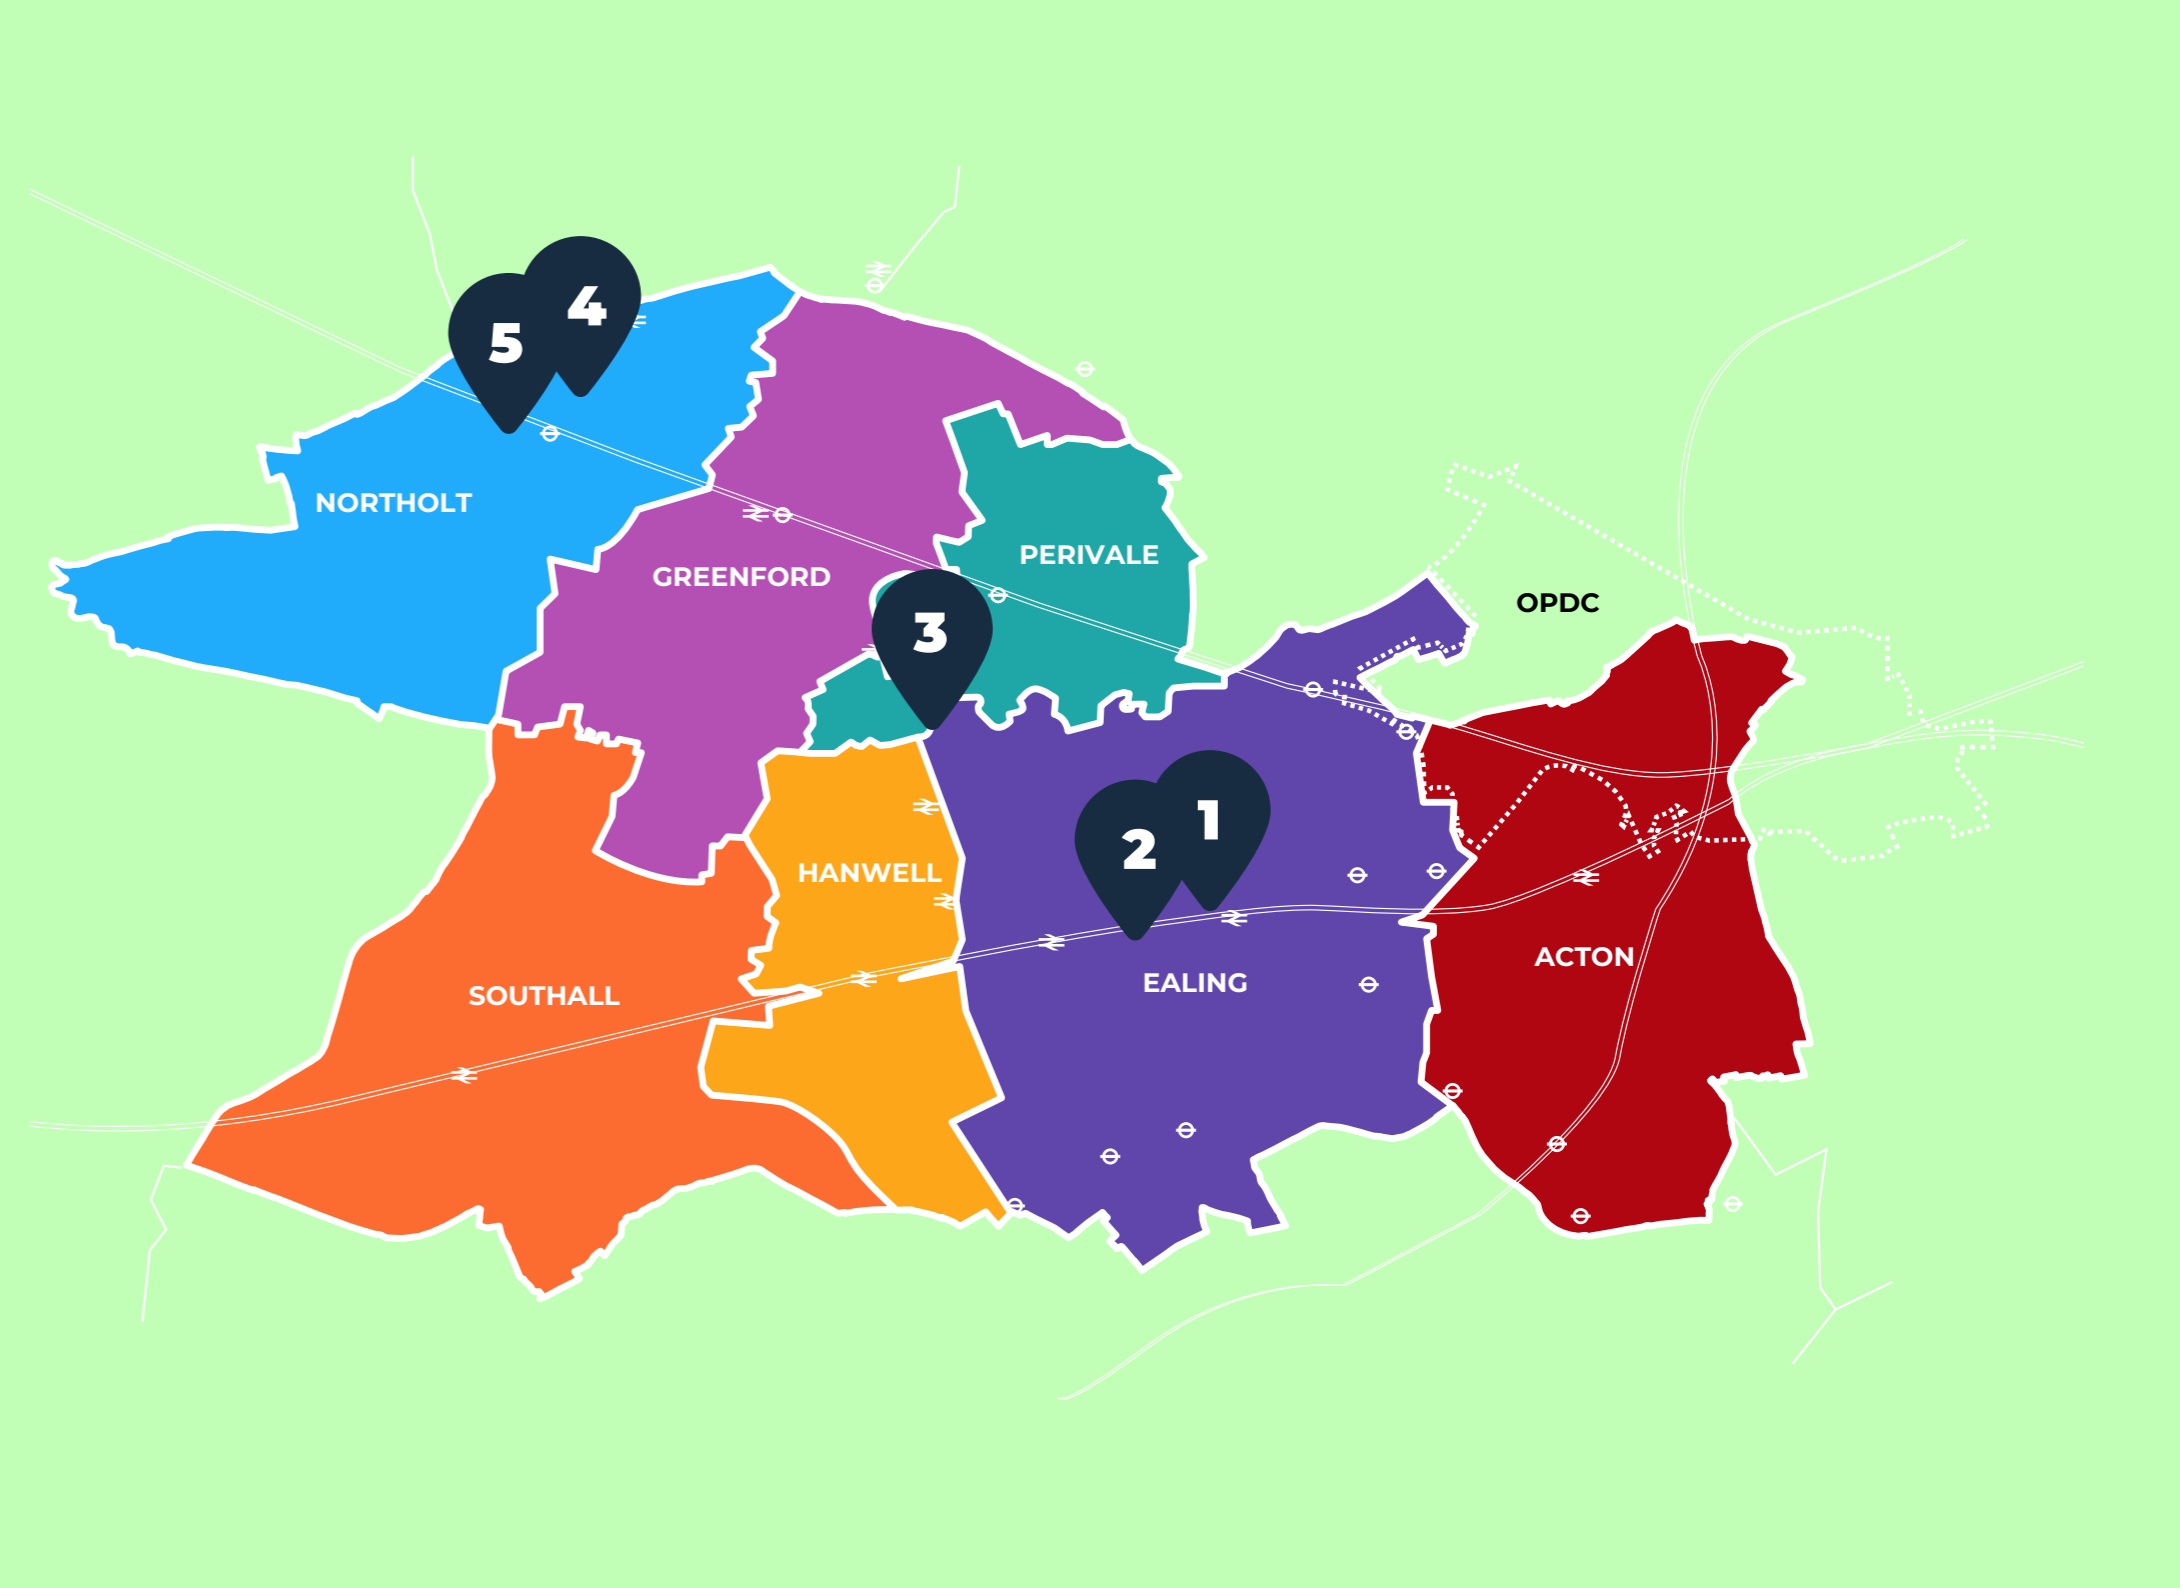 4
5
NORTHOLT
PERIVALE
GREENFORD
OPDC
3
1
2
HANWELL
ACTON
EALING
SOUTHALL